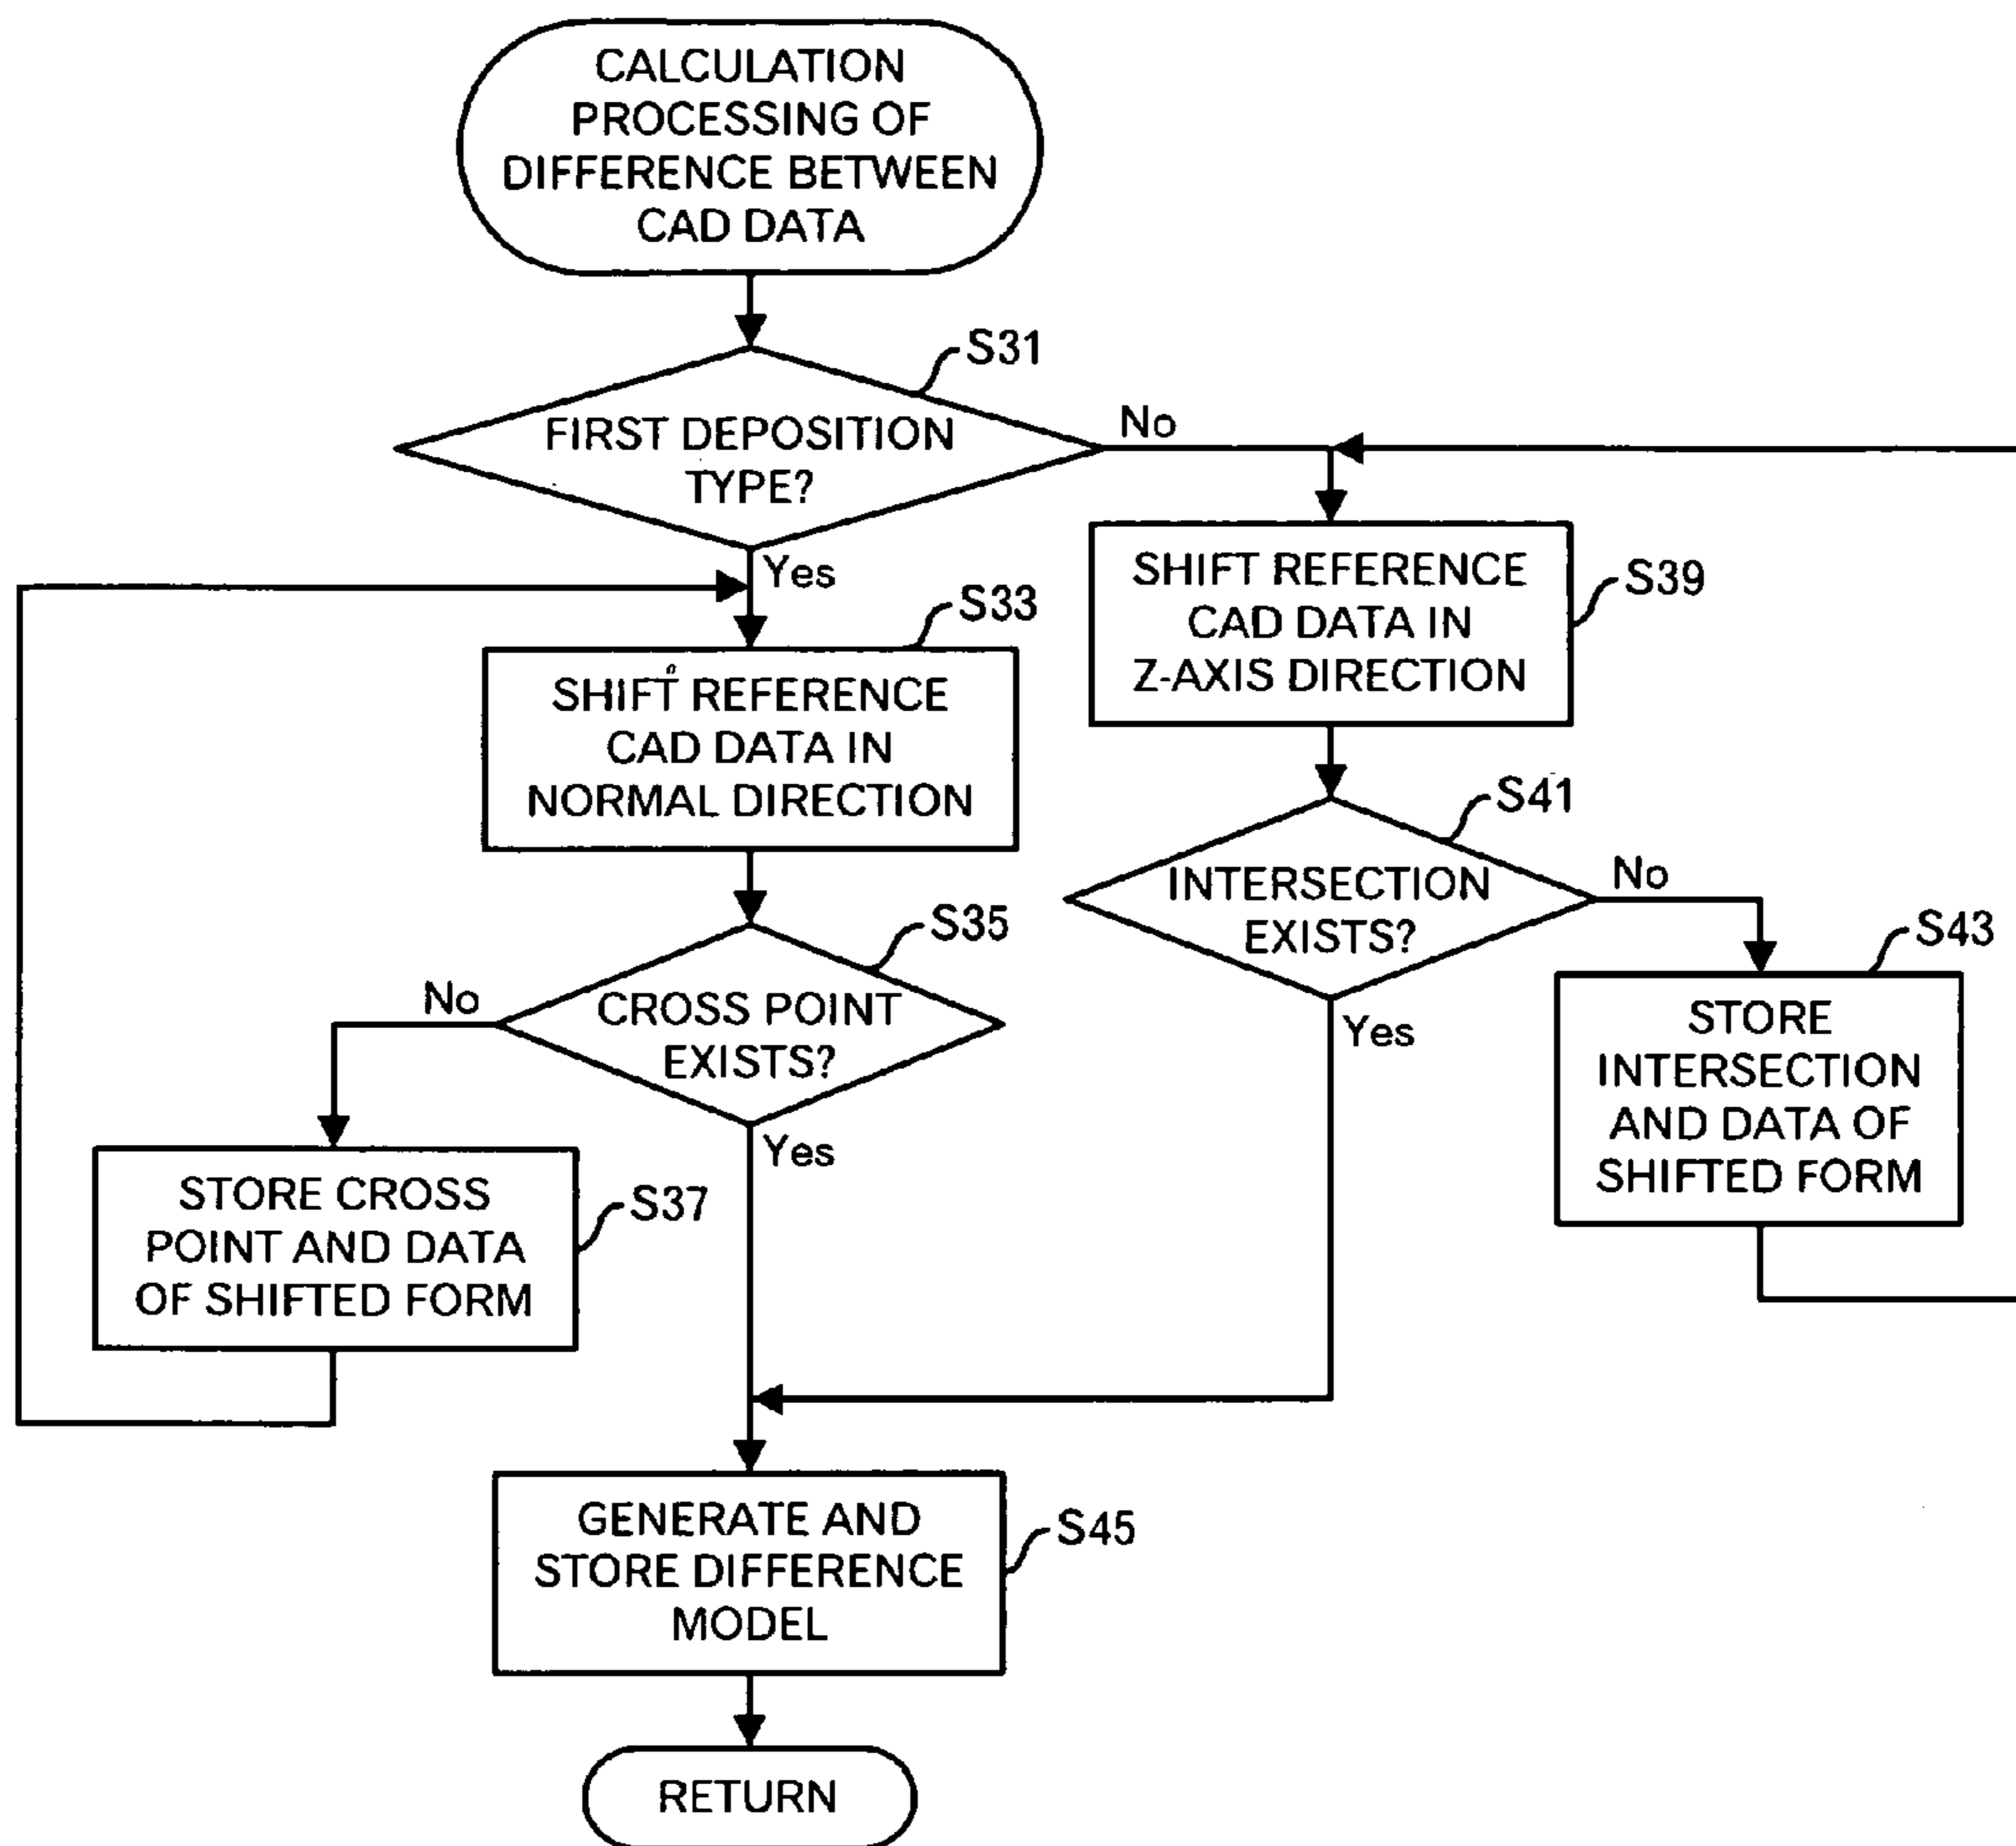 CALCULATION
PROCESSING OF
DIFFERENCE BETWEEN
CAD DATA
S31
FIRST DEPOSITION
TYPE?
No
Yes
S33
SHIFT REFERENCE
CAD DATA IN
NORMAL DIRECTION
S35
CROSS POINT
EXISTS?
No
Yes
S37
STORE CROSS
POINT AND DATA
OF SHIFTED FORM
S39
SHIFT REFERENCE
CAD DATA IN
Z-AXIS DIRECTION
S41
INTERSECTION
EXISTS?
No
Yes
S43
STORE
INTERSECTION
AND DATA OF
SHIFTED FORM
S45
GENERATE AND
STORE DIFFERENCE
MODEL
RETURN